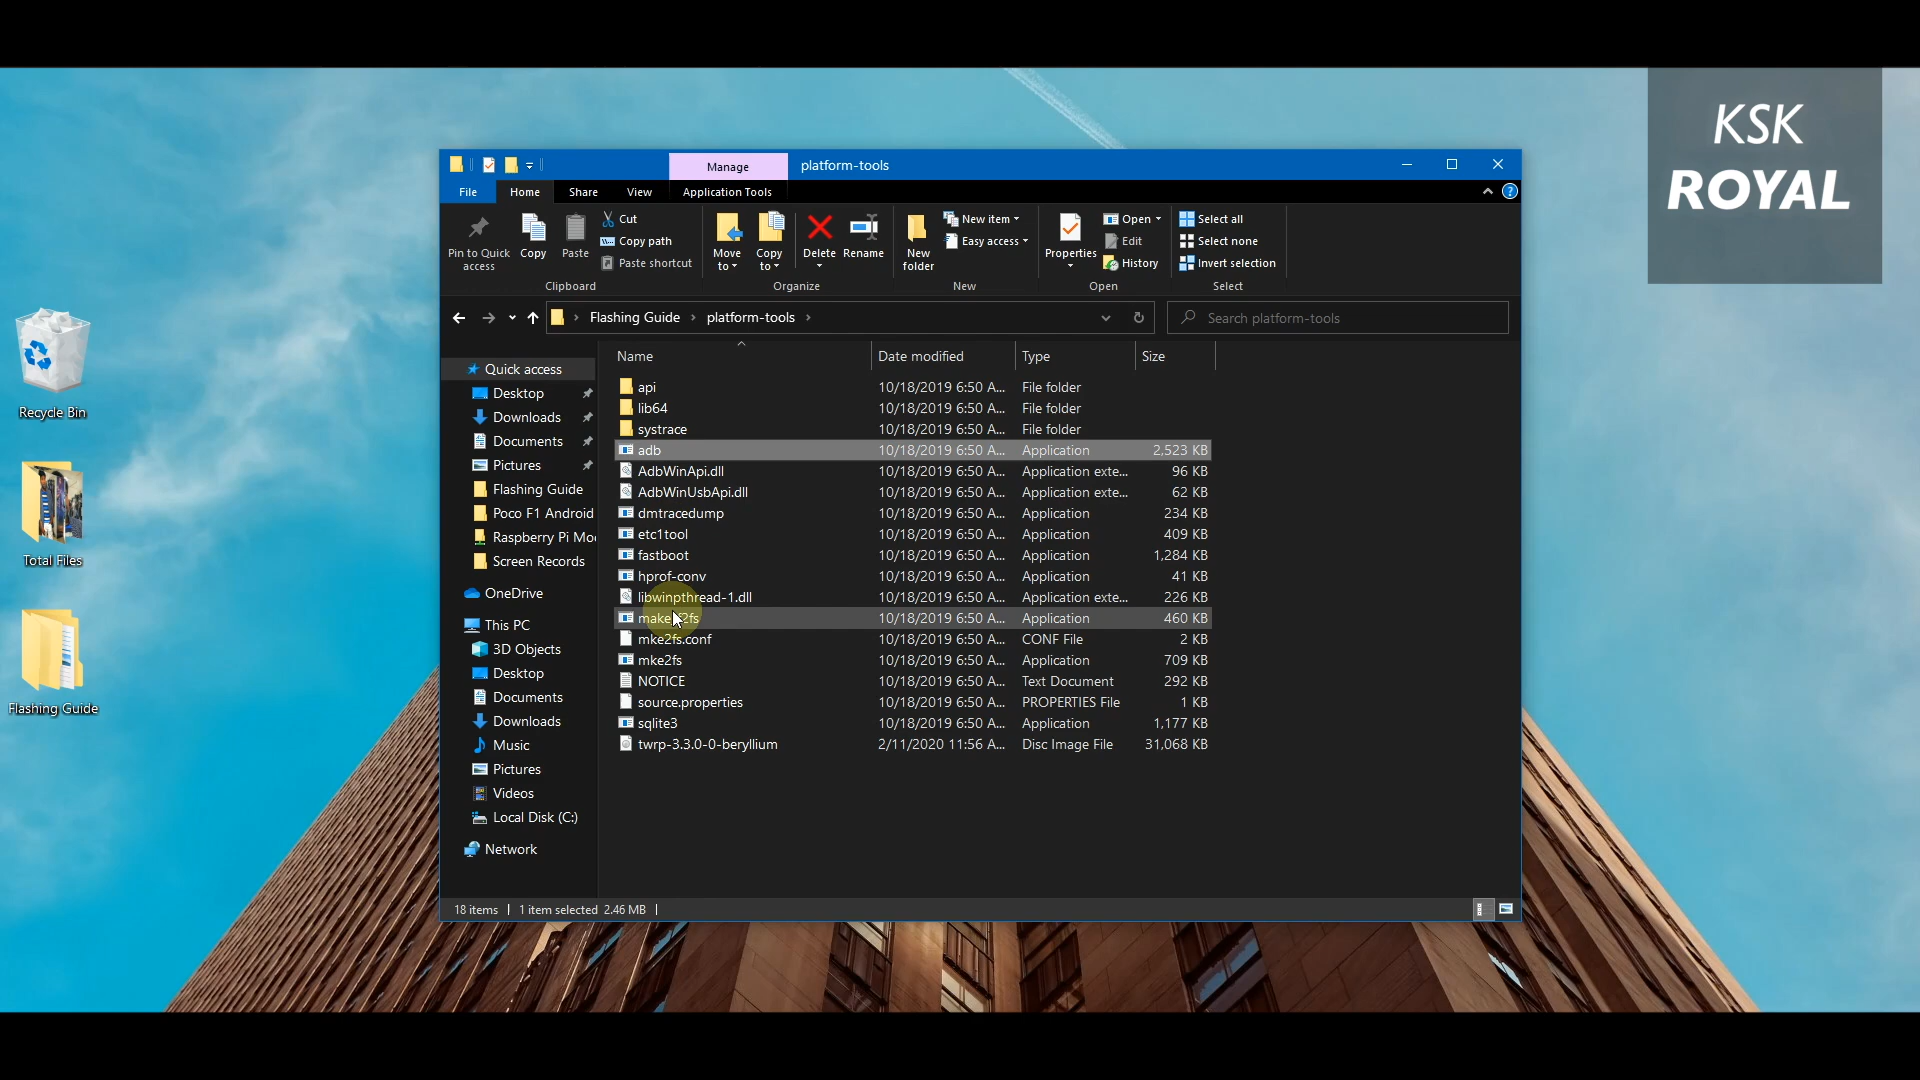 KSK
ROYAL
Manage
platform-tools
File
Home
Share
View
Application Tools
Pin to Quick
access
Copy
Paste
Cut
Copy path
Paste shortcut
Move
to
Copy
to
Delete
Rename
New
folder
New item
Easy access
Properties
Open
Edit
History
Select all
Select none
Invert selection
Clipboard
Organize
New
Open
Select
Flashing Guide
platform-tools
Search platform-tools
Name
Date modified
Type
Size
api 10/18/2019 6:50 A... File folder
lib64 10/18/2019 6:50 A... File folder
systrace 10/18/2019 6:50 A... File folder
adb 10/18/2019 6:50 A... Application 2,523 KB
AdbWinApi.dll 10/18/2019 6:50 A... Application exte... 96 KB
AdbWinUsbApi.dll 10/18/2019 6:50 A... Application exte... 62 KB
dmtracedump 10/18/2019 6:50 A... Application 234 KB
etc1tool 10/18/2019 6:50 A... Application 409 KB
fastboot 10/18/2019 6:50 A... Application 1,284 KB
hprof-conv 10/18/2019 6:50 A... Application 41 KB
libwinpthread-1.dll 10/18/2019 6:50 A... Application exte... 226 KB
10/18/2019 6:50 A... Application 460 KB
mke2fs.conf 10/18/2019 6:50 A... CONF File 2 KB
mke2fs 10/18/2019 6:50 A... Application 709 KB
NOTICE 10/18/2019 6:50 A... Text Document 292 KB
source.properties 10/18/2019 6:50 A... PROPERTIES File 1 KB
sqlite3 10/18/2019 6:50 A... Application 1,177 KB
twrp-3.3.0-0-beryllium 2/11/2020 11:56 A... Disc Image File 31,068 KB
Quick access
Desktop
Downloads
Documents
Pictures
Flashing Guide
Poco F1 Android
Raspberry Pi Mo
Screen Records
OneDrive
This PC
3D Objects
Desktop
Documents
Downloads
Music
Pictures
Videos
Local Disk (C:)
Network
18 items
1 item selected 2.46 MB
Recycle Bin
Total Files
Flashing Guide